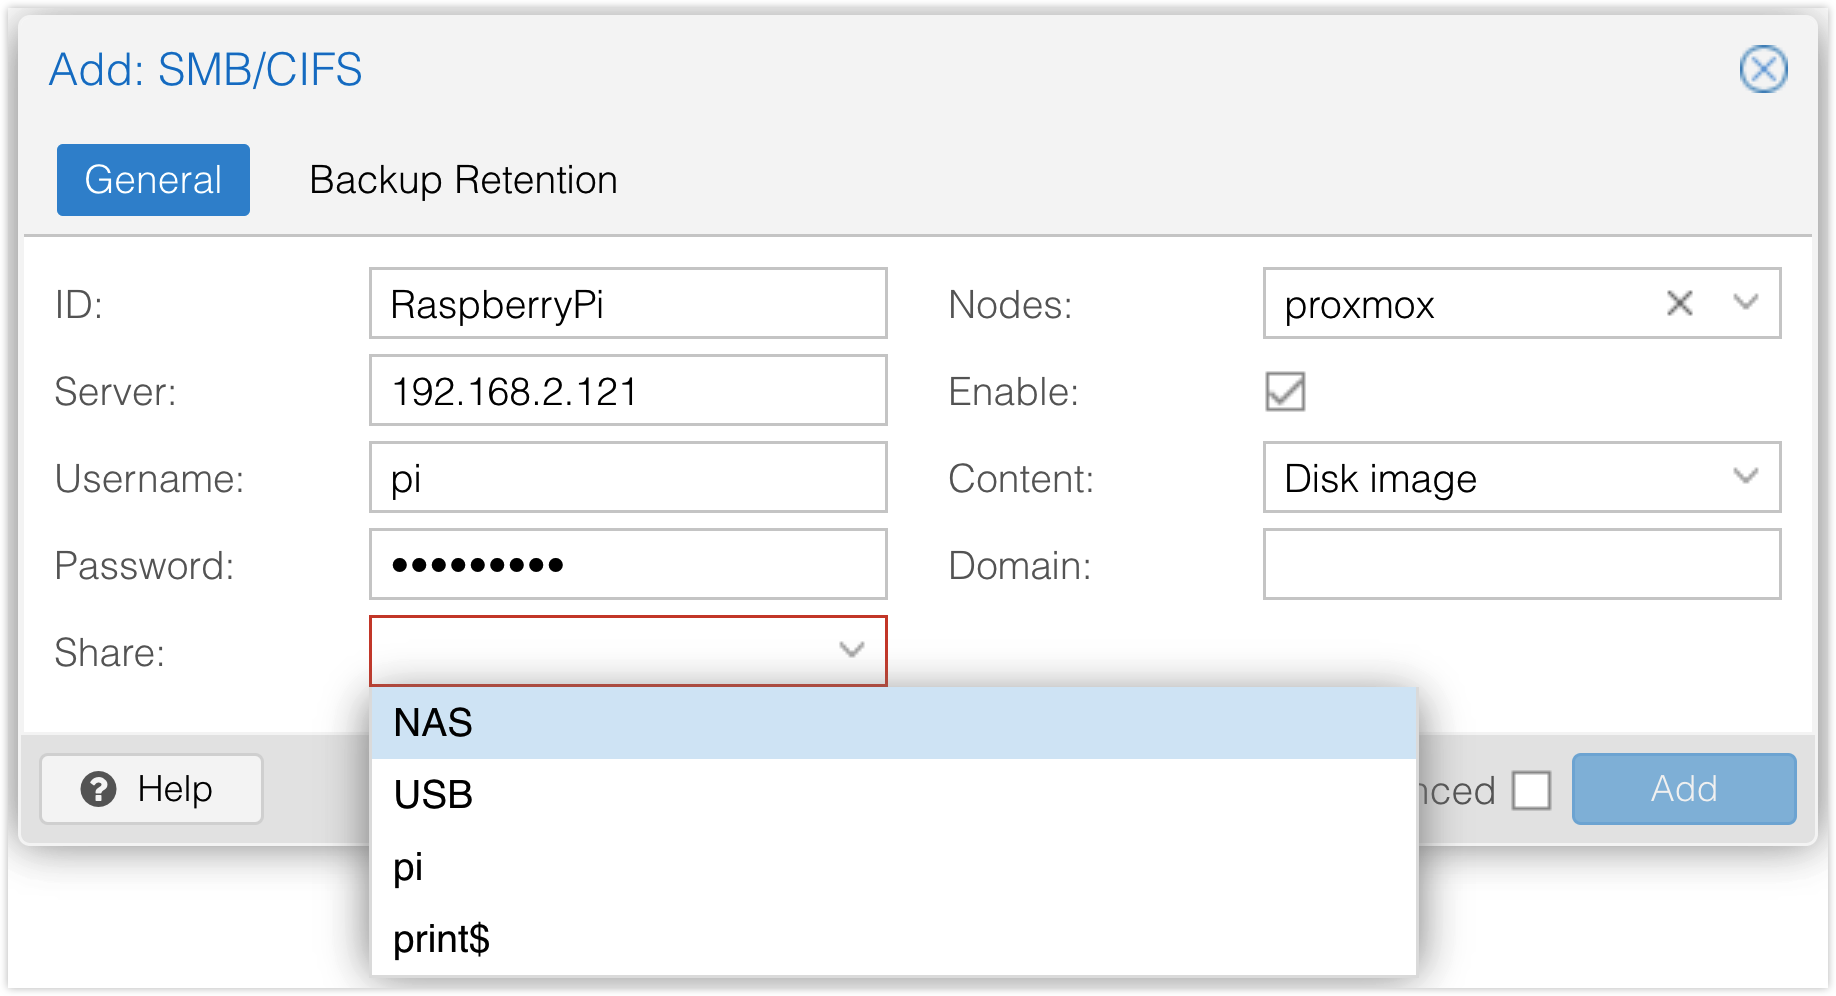 Add: SMB/CIFS
General Backup Retention
ID: RaspberryPi Nodes: proxmox
Server: 192.168.2.121 Enable:
Username: pi Content: Disk image
Password: ••••••••• Domain:
Share:
NAS
USB
pi
print$
Help nced Add